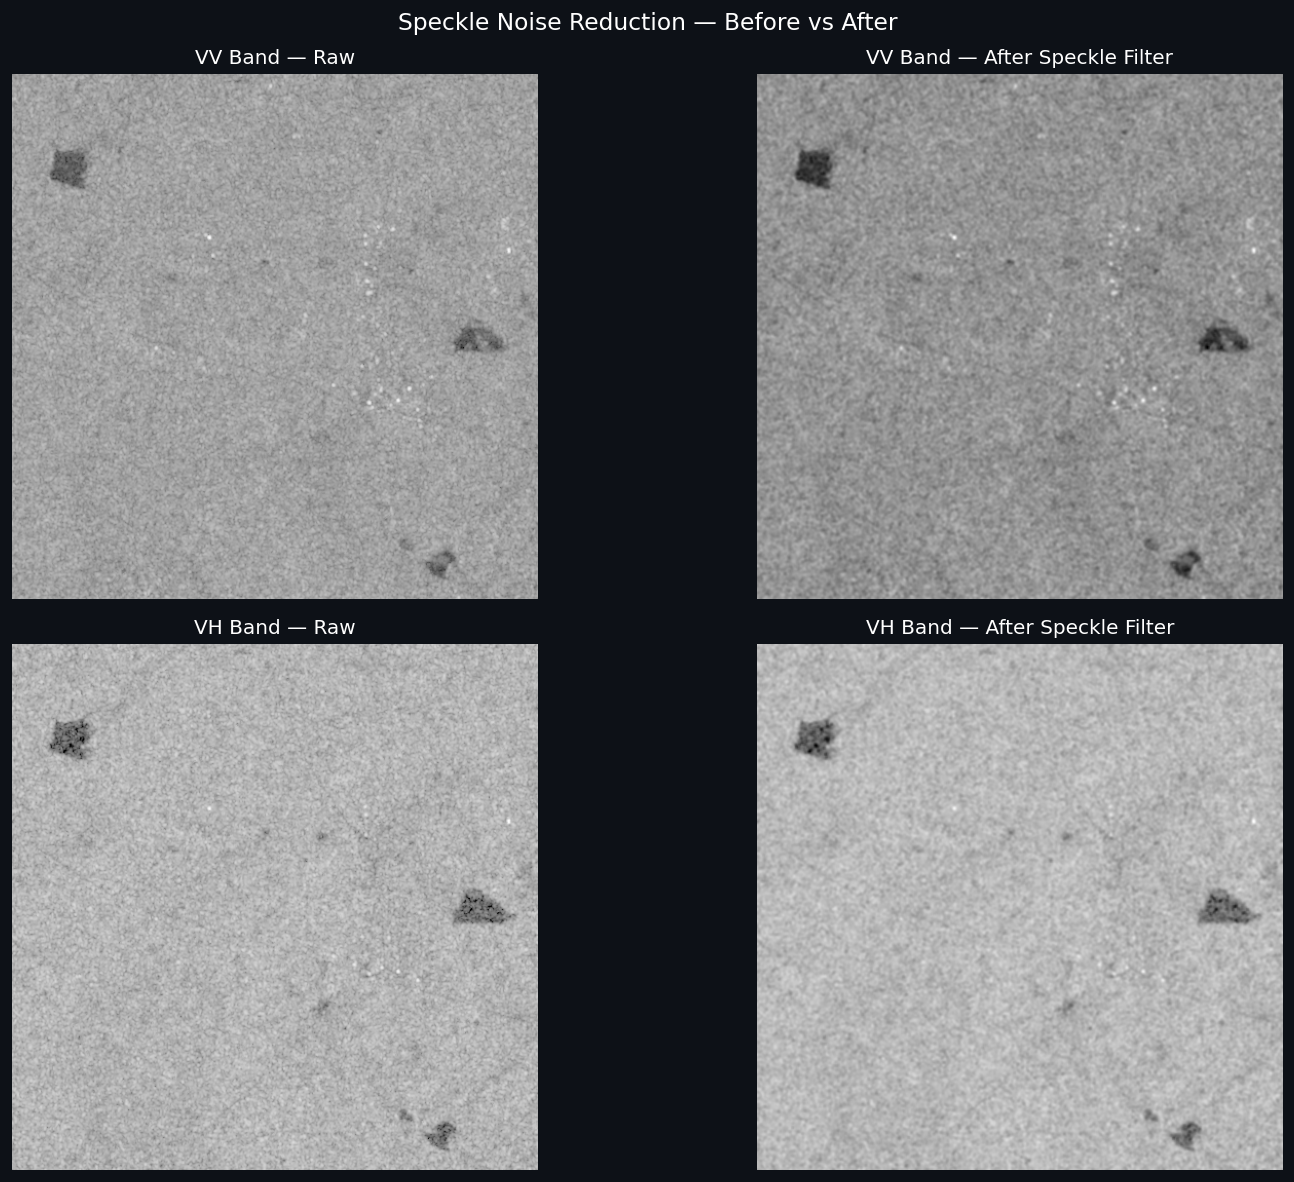 Speckle Noise Reduction — Before vs After
VV Band — Raw
VV Band — After Speckle Filter
VH Band — Raw
VH Band — After Speckle Filter